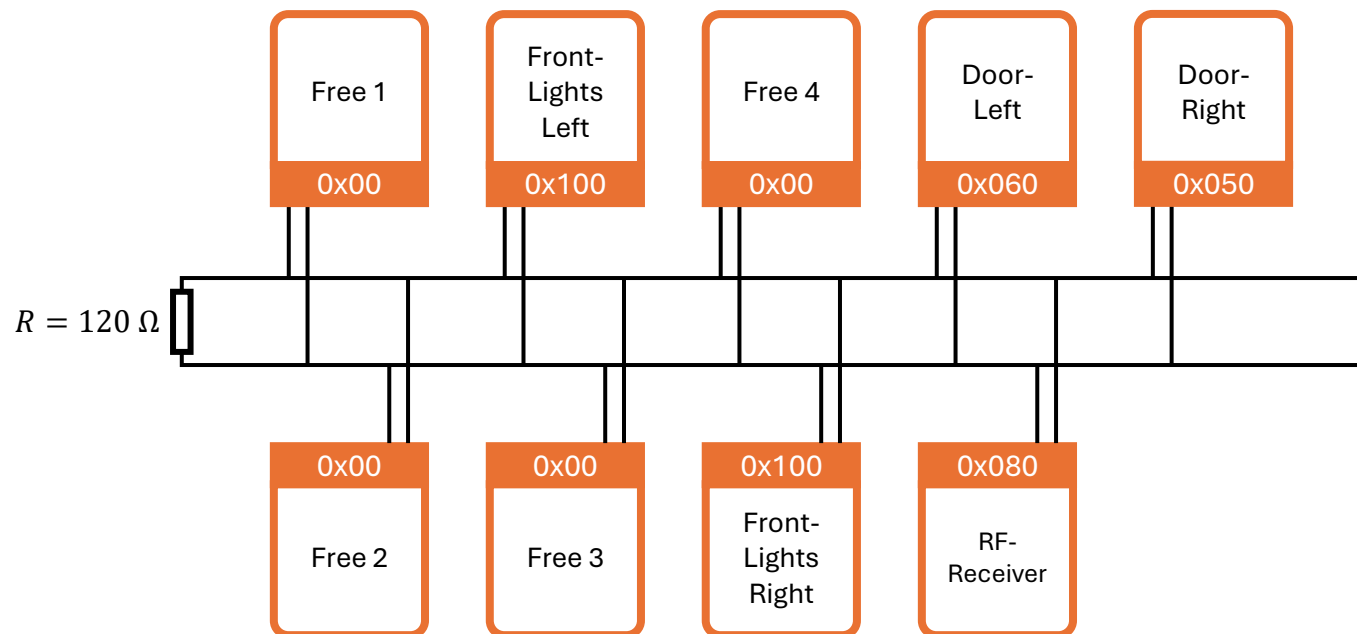 Free 1
0x00
Front-
Lights
Left
0x100
Free 4
0x00
Door-
Left
0x060
Door-
Right
0x050
R = 120 Ω
0x00
Free 2
0x00
Free 3
0x100
Front-
Lights
Right
0x080
RF-
Receiver